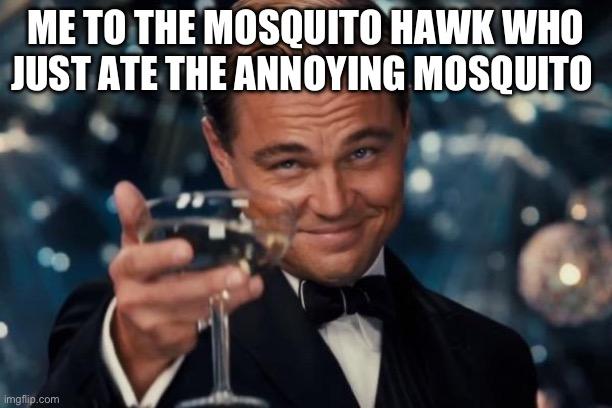 ME TO THE MOSQUITO HAWK WHO
JUST ATE THE ANNOYING MOSQUITO
imgflip.com